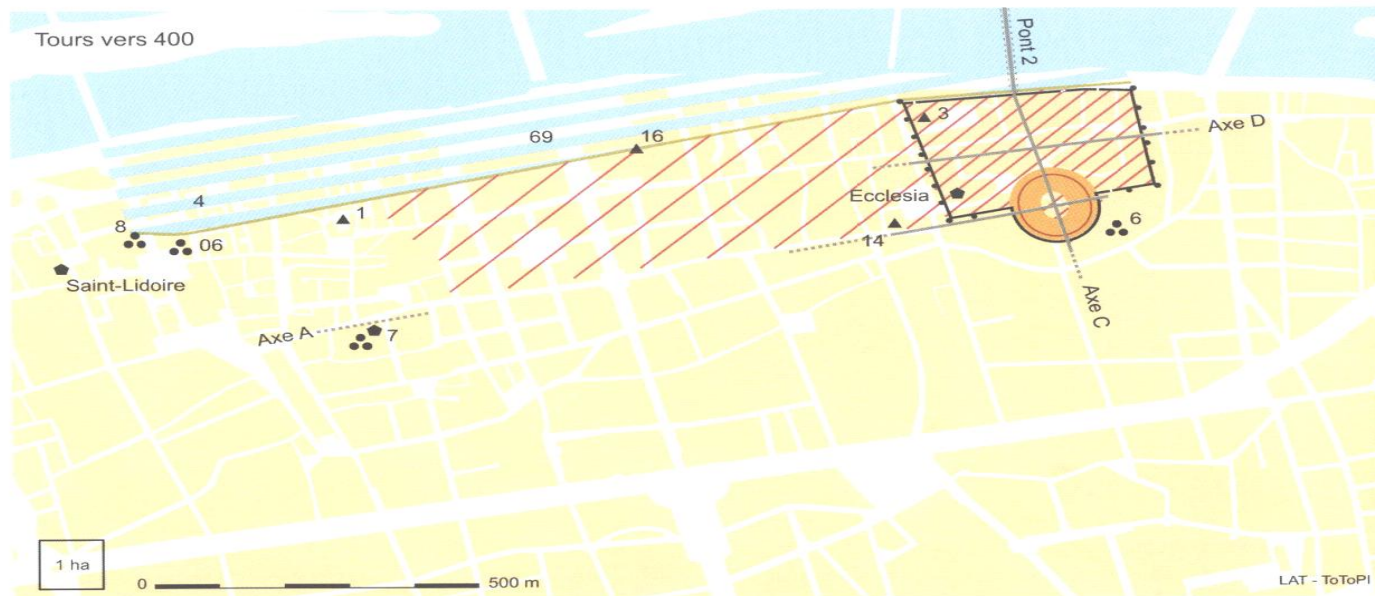 Tours vers 400
Pont 2
69
16
3
Axe D
Ecclesia
4
1
8
06
14
6
Saint-Lidoire
Axe A
7
Axe C
1 ha
0
500 m
LAT - ToToPI